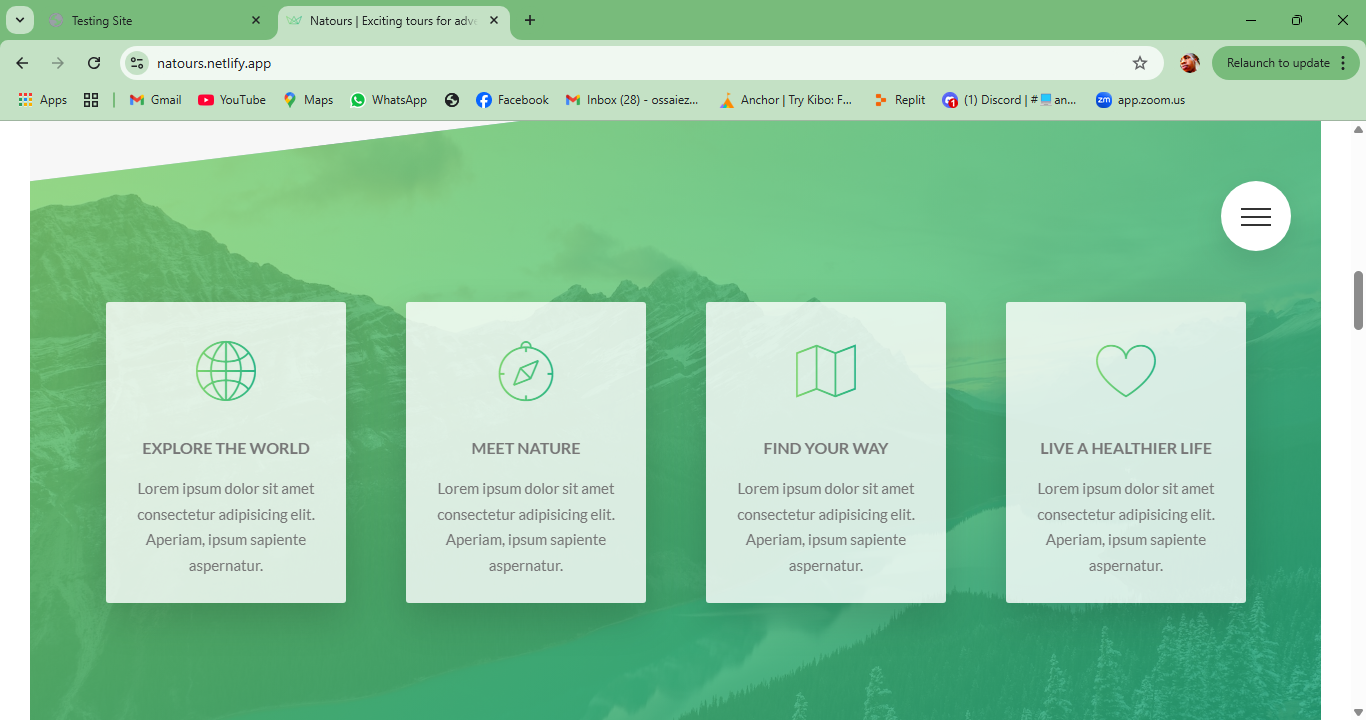 Testing Site
Natours | Exciting tours for adve
natours.netlify.app
Relaunch to update
Apps
Gmail
YouTube
Maps
WhatsApp
Facebook
Inbox (28) - ossaiez...
Anchor | Try Kibo: F...
Replit
(1) Discord | #🖥️an...
zm
app.zoom.us
EXPLORE THE WORLD
Lorem ipsum dolor sit amet
consectetur adipisicing elit.
Aperiam, ipsum sapiente
aspernatur.
MEET NATURE
Lorem ipsum dolor sit amet
consectetur adipisicing elit.
Aperiam, ipsum sapiente
aspernatur.
FIND YOUR WAY
Lorem ipsum dolor sit amet
consectetur adipisicing elit.
Aperiam, ipsum sapiente
aspernatur.
LIVE A HEALTHIER LIFE
Lorem ipsum dolor sit amet
consectetur adipisicing elit.
Aperiam, ipsum sapiente
aspernatur.